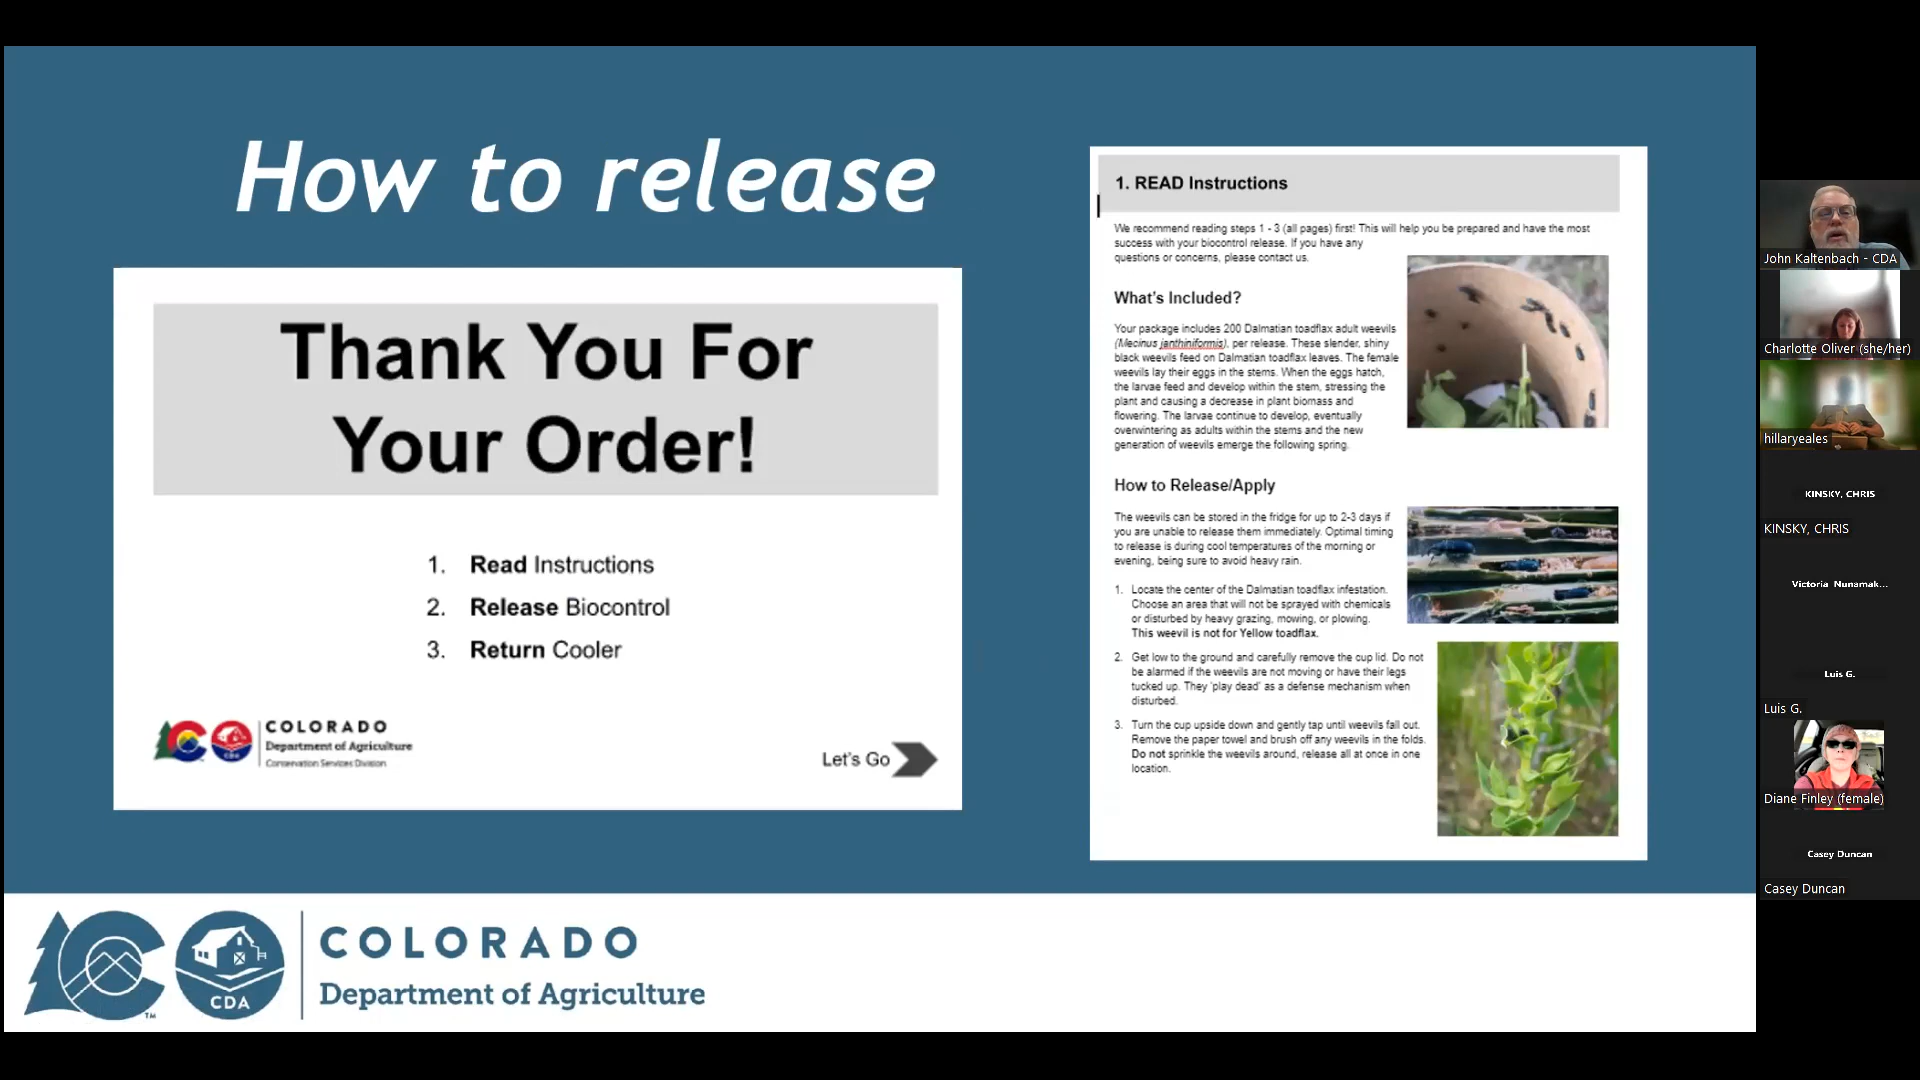 How to release
Thank You For
Your Order!
1. Read Instructions
2. Release Biocontrol
3. Return Cooler
COLORADO
Department of Agriculture
Conservation Services Division
Let's Go
1. READ Instructions
We recommend reading steps 1 - 3 (all pages) first! This will help you be prepared and have the most
success with your biocontrol release. If you have any
questions or concerns, please contact us.
What's Included?
Your package includes 200 Dalmatian toadflax adult weevils
(Mecinus janthiniformis), per release. These slender, shiny
black weevils feed on Dalmatian toadflax leaves. The female
weevils lay their eggs in the stems. When the eggs hatch,
the larvae feed and develop within the stem, stressing the
plant and causing a decrease in plant biomass and
flowering. The larvae continue to develop, eventually
overwintering as adults within the stems and the new
generation of weevils emerge the following spring.
How to Release/Apply
The weevils can be stored in the fridge for up to 2-3 days if
you are unable to release them immediately. Optimal timing
to release is during cool temperatures of the morning or
evening, being sure to avoid heavy rain.
1. Locate the center of the Dalmatian toadflax infestation.
Choose an area that will not be sprayed with chemicals
or disturbed by heavy grazing, mowing, or plowing.
This weevil is not for Yellow toadflax.
2. Get low to the ground and carefully remove the cup lid. Do not
be alarmed if the weevils are not moving or have their legs
tucked up. They 'play dead' as a defense mechanism when
disturbed.
3. Turn the cup upside down and gently tap until weevils fall out.
Remove the paper towel and brush off any weevils in the folds.
Do not sprinkle the weevils around, release all at once in one
location.
CDA
TM
COLORADO
Department of Agriculture
John Kaltenbach - CDA
Charlotte Oliver (she/her)
hillaryeales
KINSKY, CHRIS
KINSKY, CHRIS
Victoria Nunamak...
Luis G.
Luis G.
Diane Finley (female)
Casey Duncan
Casey Duncan